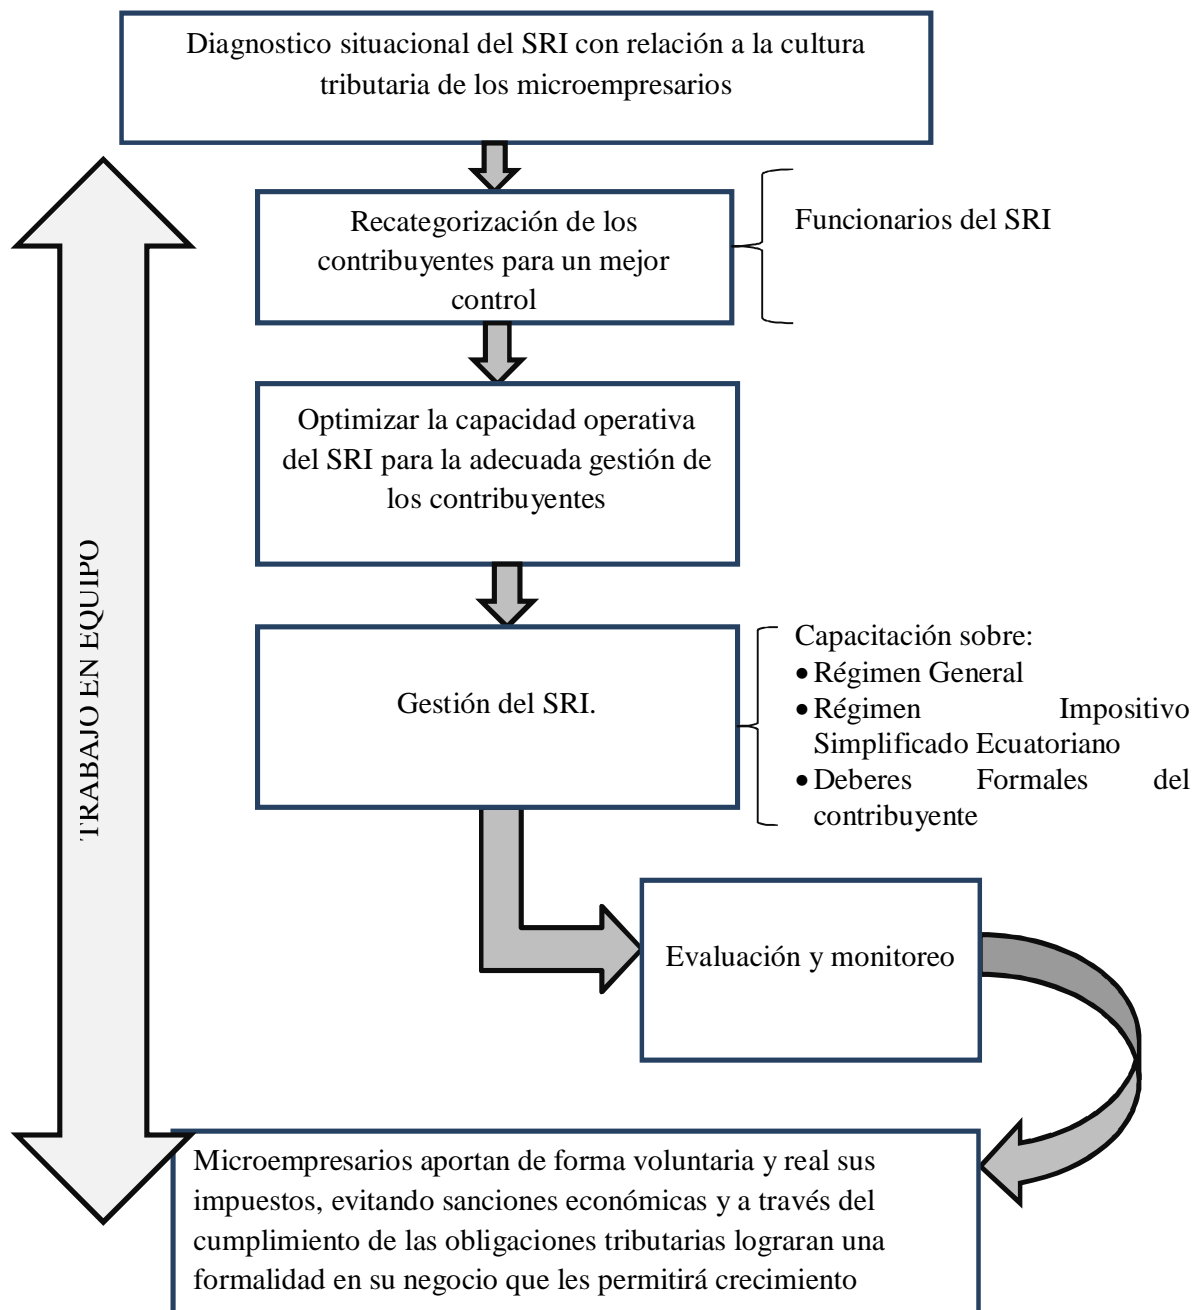 Diagnostico situacional del SRI con relación a la cultura
tributaria de los microempresarios
Recategorización de los
contribuyentes para un mejor
control
Funcionarios del SRI
Optimizar la capacidad operativa
del SRI para la adecuada gestión de
los contribuyentes
TRABAJO EN EQUIPO
Gestión del SRI.
Capacitación sobre:
• Régimen General
• Régimen Impositivo
Simplificado Ecuatoriano
• Deberes Formales del
contribuyente
Evaluación y monitoreo
Microempresarios aportan de forma voluntaria y real sus
impuestos, evitando sanciones económicas y a través del
cumplimiento de las obligaciones tributarias lograran una
formalidad en su negocio que les permitirá crecimiento